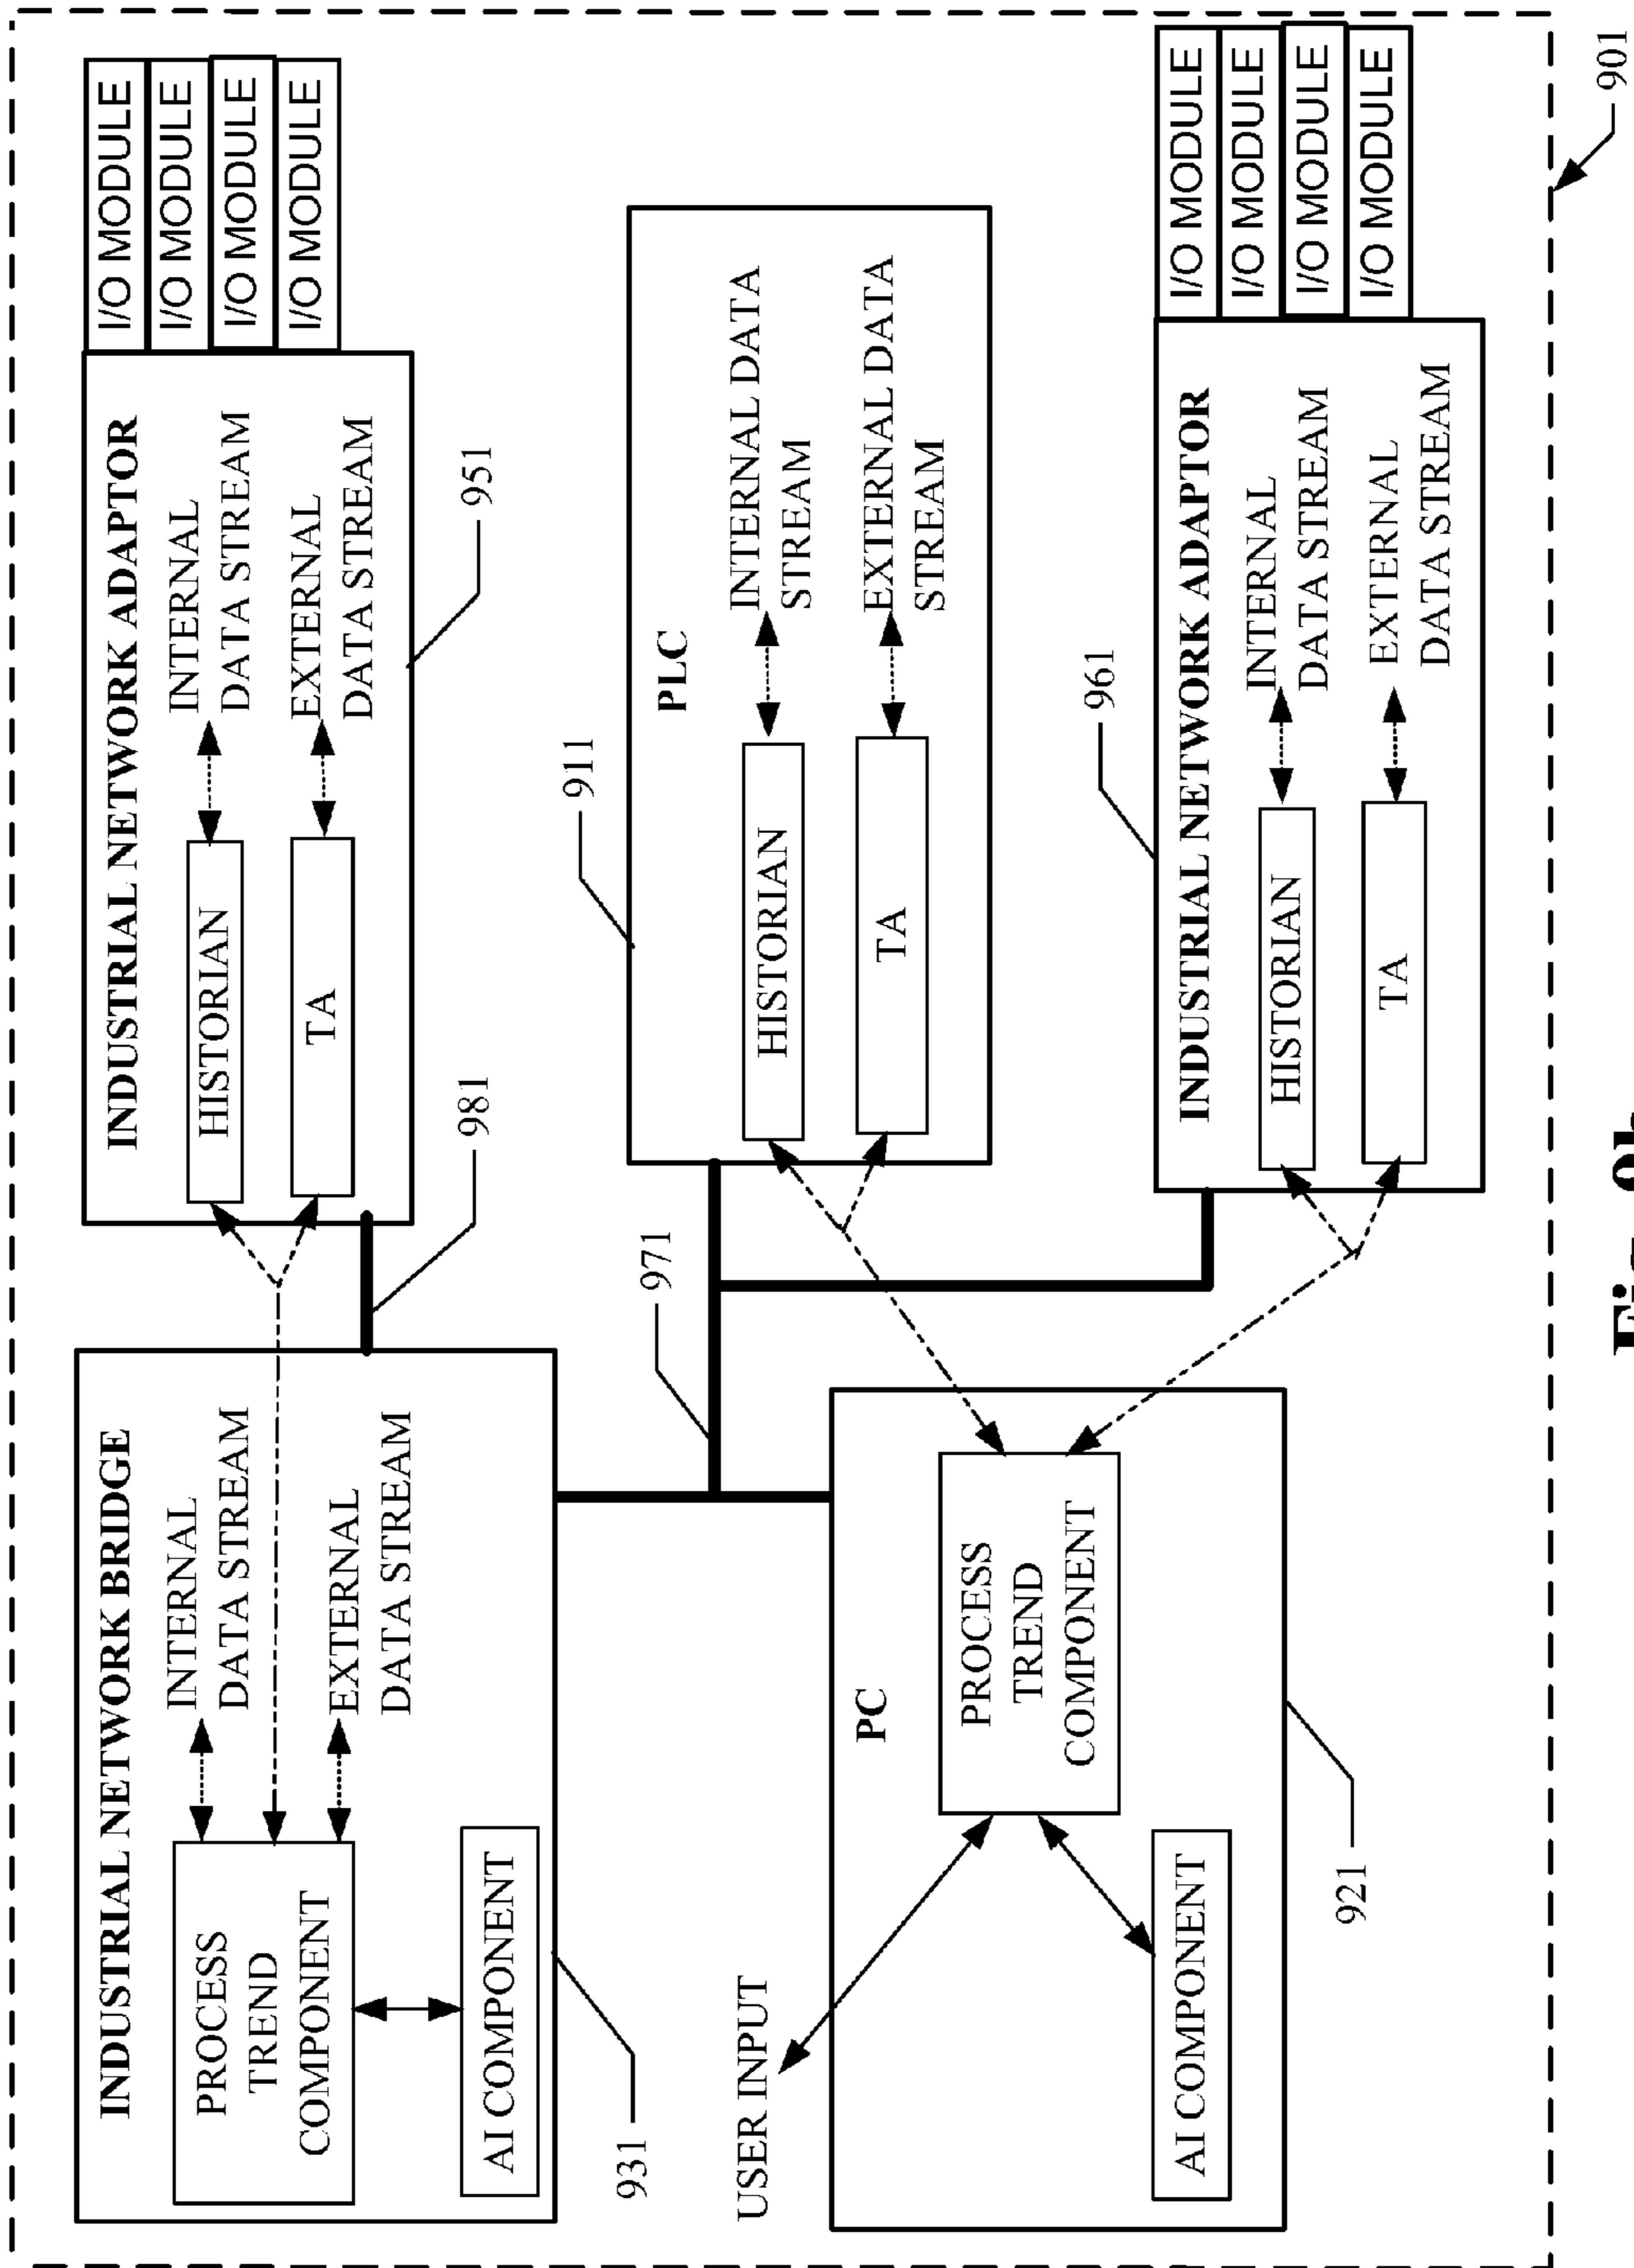 INDUSTRIAL NETWORK BRIDGE
PROCESS
TREND
COMPONENT
INTERNAL
DATA STREAM
EXTERNAL
DATA STREAM
AI COMPONENT
931
981
INDUSTRIAL NETWORK ADAPTOR
HISTORIAN
INTERNAL
DATA STREAM
TA
EXTERNAL
DATA STREAM
951
I/O MODULE
I/O MODULE
I/O MODULE
I/O MODULE
971
911
PLC
HISTORIAN
INTERNAL DATA
STREAM
TA
EXTERNAL DATA
STREAM
USER INPUT
PC
PROCESS
TREND
COMPONENT
AI COMPONENT
921
961
INDUSTRIAL NETWORK ADAPTOR
HISTORIAN
INTERNAL
DATA STREAM
TA
EXTERNAL
DATA STREAM
I/O MODULE
I/O MODULE
I/O MODULE
I/O MODULE
901